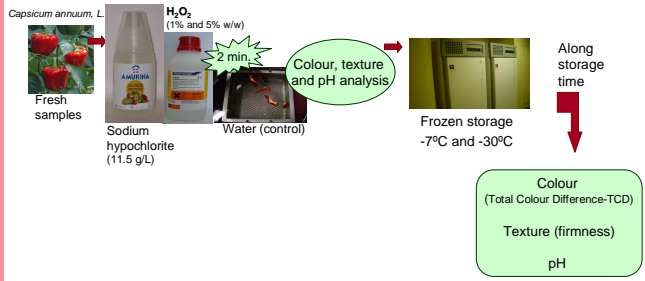 Capsicum annuum, L.
Fresh
samples
AMUKINA
Sodium
hypochlorite
(11.5 g/L)
H₂O₂
(1% and 5% w/w)
2 min.
Water (control)
Colour, texture
and pH analysis
Frozen storage
-7ºC and -30ºC
Along
storage
time
Colour
(Total Colour Difference-TCD)
Texture (firmness)
pH